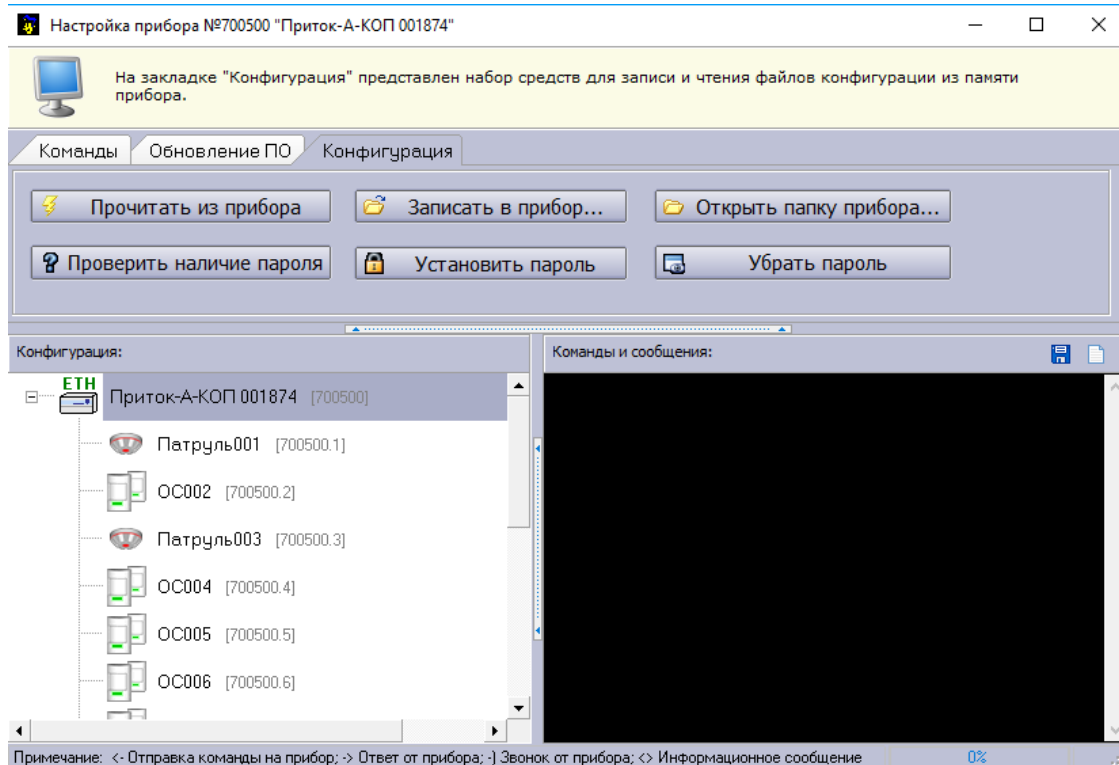 Настройка прибора №700500 "Приток-А-КОП 001874"
На закладке "Конфигурация" представлен набор средств для записи и чтения файлов конфигурации из памяти
прибора.
Команды Обновление ПО Конфигурация
Прочитать из прибора Записать в прибор... Открыть папку прибора...
Проверить наличие пароля Установить пароль Убрать пароль
Конфигурация: Команды и сообщения:
ETH
Приток-А-КОП 001874 [700500]
Патруль001 [700500.1]
ОС002 [700500.2]
Патруль003 [700500.3]
ОС004 [700500.4]
ОС005 [700500.5]
ОС006 [700500.6]
Примечание: <- Отправка команды на прибор; -> Ответ от прибора; -) Звонок от прибора; <> Информационное сообщение 0%